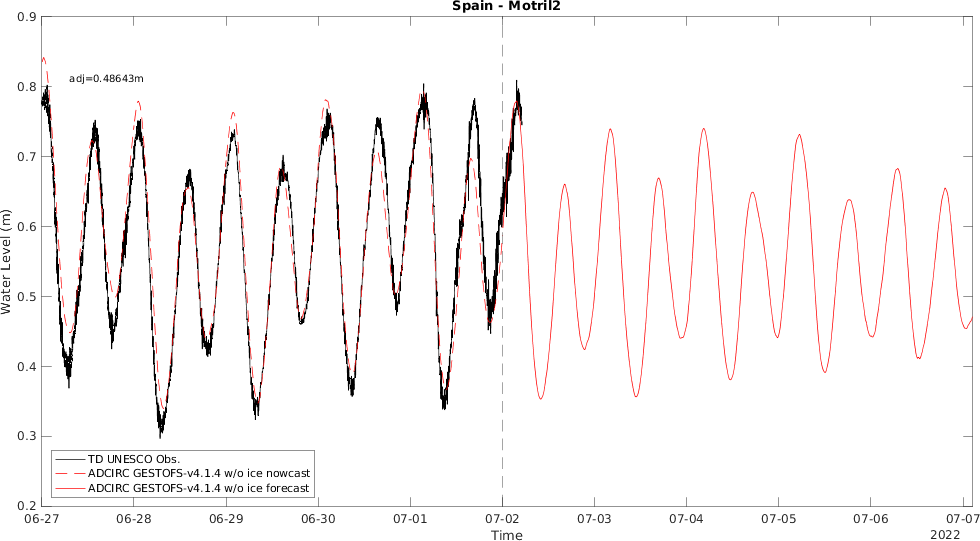 Spain - Motril2
0.9
0.8
0.7
0.6
0.5
0.4
0.3
0.2
Water Level (m)
adj=0.48643m
TD UNESCO Obs.
ADCIRC GESTOFS-v4.1.4 w/o ice nowcast
ADCIRC GESTOFS-v4.1.4 w/o ice forecast
06-27 06-28 06-29 06-30 07-01 07-02 07-03 07-04 07-05 07-06 07-07
Time
2022